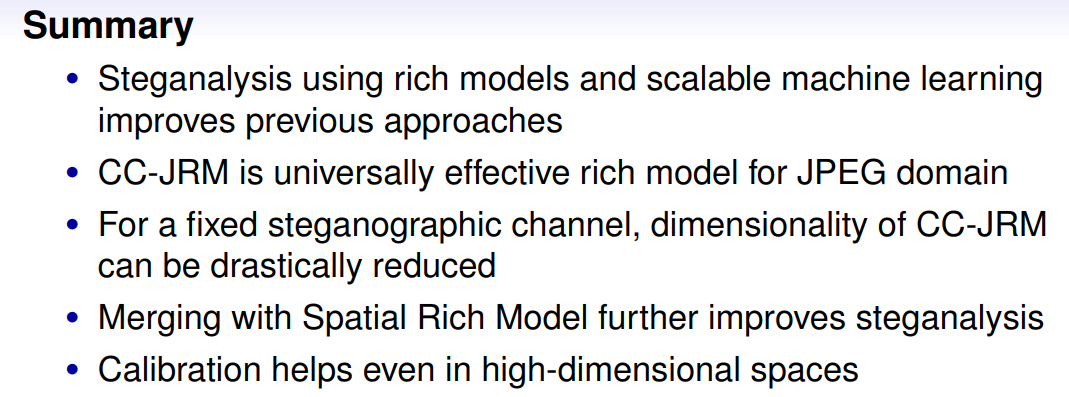 Summary
• Steganalysis using rich models and scalable machine learning
improves previous approaches
• CC-JRM is universally effective rich model for JPEG domain
• For a fixed steganographic channel, dimensionality of CC-JRM
can be drastically reduced
• Merging with Spatial Rich Model further improves steganalysis
• Calibration helps even in high-dimensional spaces